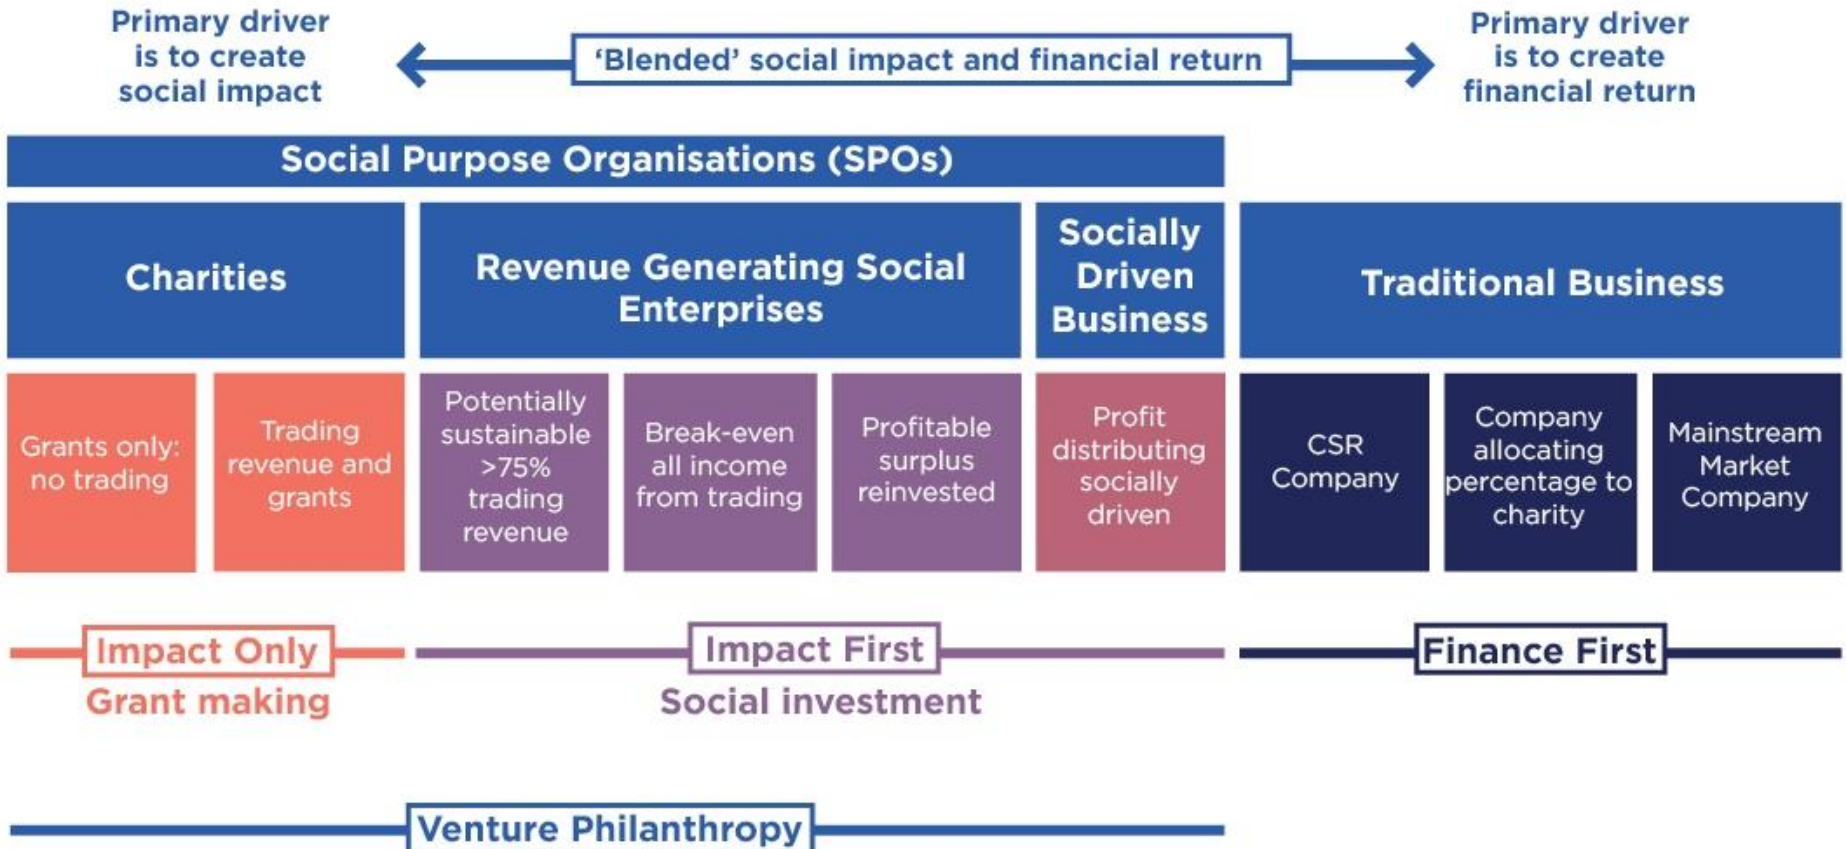 Primary driver
is to create
social impact
‘Blended’ social impact and financial return
Primary driver
is to create
financial return
Social Purpose Organisations (SPOs)
Charities
Revenue Generating Social
Enterprises
Socially
Driven
Business
Traditional Business
Grants only:
no trading
Trading
revenue and
grants
Potentially
sustainable
>75%
trading
revenue
Break-even
all income
from trading
Profitable
surplus
reinvested
Profit
distributing
socially
driven
CSR
Company
Company
allocating
percentage to
charity
Mainstream
Market
Company
Impact Only
Grant making
Impact First
Social investment
Finance First
Venture Philanthropy